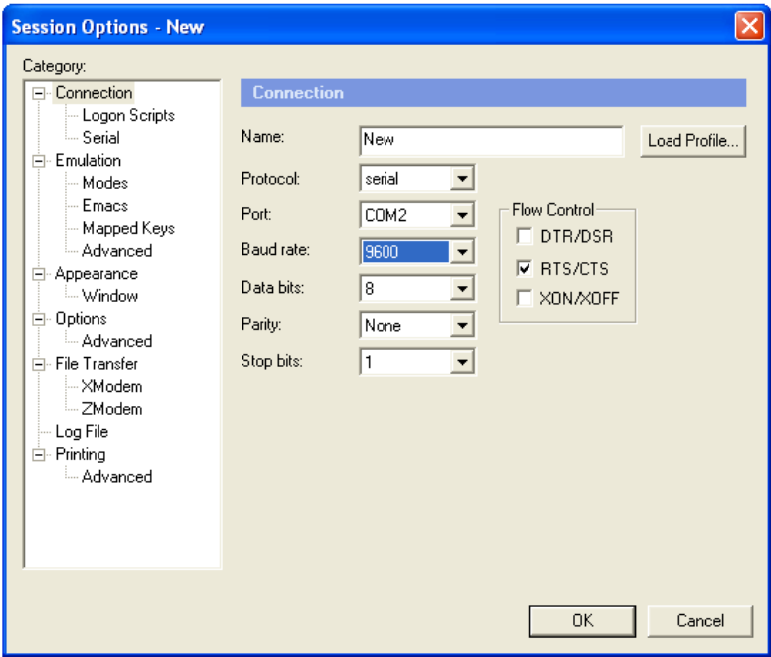 Session Options - New
Category:
Connection
Logon Scripts
Serial
Emulation
Modes
Emacs
Mapped Keys
Advanced
Appearance
Window
Options
Advanced
File Transfer
XModem
ZModem
Log File
Printing
Advanced
Connection
Name:
New
Load Profile...
Protocol:
serial
Port:
COM2
Baud rate:
9600
Data bits:
8
Parity:
None
Stop bits:
1
Flow Control
DTR/DSR
RTS/CTS
XON/XOFF
OK
Cancel